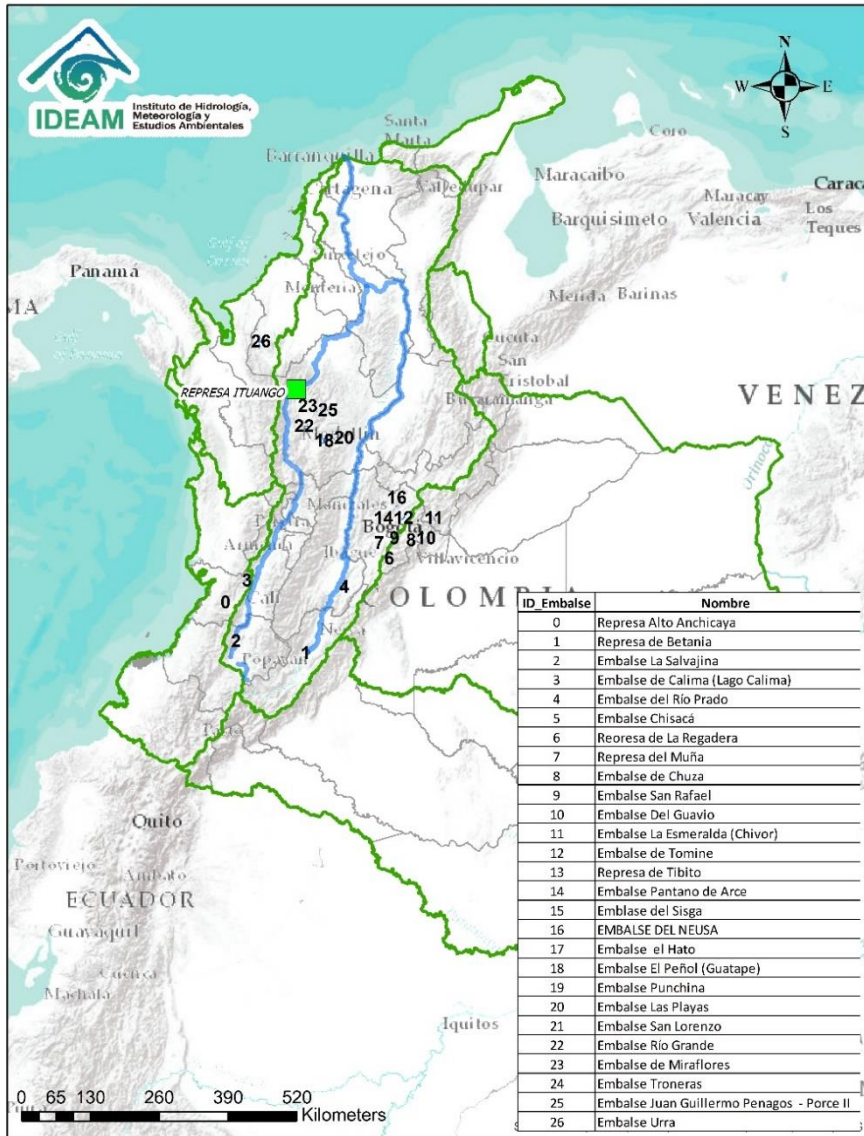 IDEAM
Instituto de Hidrología,
Meteorología y
Estudios Ambientales
N
W E
S
Santa
Marta
Coro
Barranquilla
Cartagena
Valledupar
Maracaibo
Maracay
Carac
Barquisimeto
Valencia
Los
Teques
Panamá
MA
Sincelejo
Montería
Merida
Barinas
26
Cucuta
San
Cristobal
Bucaramanga
REPRESA ITUANGO
23
25
22
18
20
Medellín
VENEZ
Orinoco
16
Manizales
14
12
11
Bogotá
7
9
8
10
Armenia
Ibagué
6
Villavicencio
3
4
COLOMBIA
0
Cali
2
Neiva
1
Popayán
Pasto
Quito
Portoviejo
Ambato
ECUADOR
Guayaquil
Cuenca
Machala
Iquitos
ID_Embalse Nombre
0 Represa Alto Anchicaya
1 Represa de Betania
2 Embalse La Salvajina
3 Embalse de Calima (Lago Calima)
4 Embalse del Río Prado
5 Embalse Chisacá
6 Reoresa de La Regadera
7 Represa del Muña
8 Embalse de Chuza
9 Embalse San Rafael
10 Embalse Del Guavio
11 Embalse La Esmeralda (Chivor)
12 Embalse de Tomine
13 Represa de Tibito
14 Embalse Pantano de Arce
15 Emblase del Sisga
16 EMBALSE DEL NEUSA
17 Embalse el Hato
18 Embalse El Peñol (Guatape)
19 Embalse Punchina
20 Embalse Las Playas
21 Embalse San Lorenzo
22 Embalse Río Grande
23 Embalse de Miraflores
24 Embalse Troneras
25 Embalse Juan Guillermo Penagos - Porce II
26 Embalse Urra
0 65 130 260 390 520
Kilometers